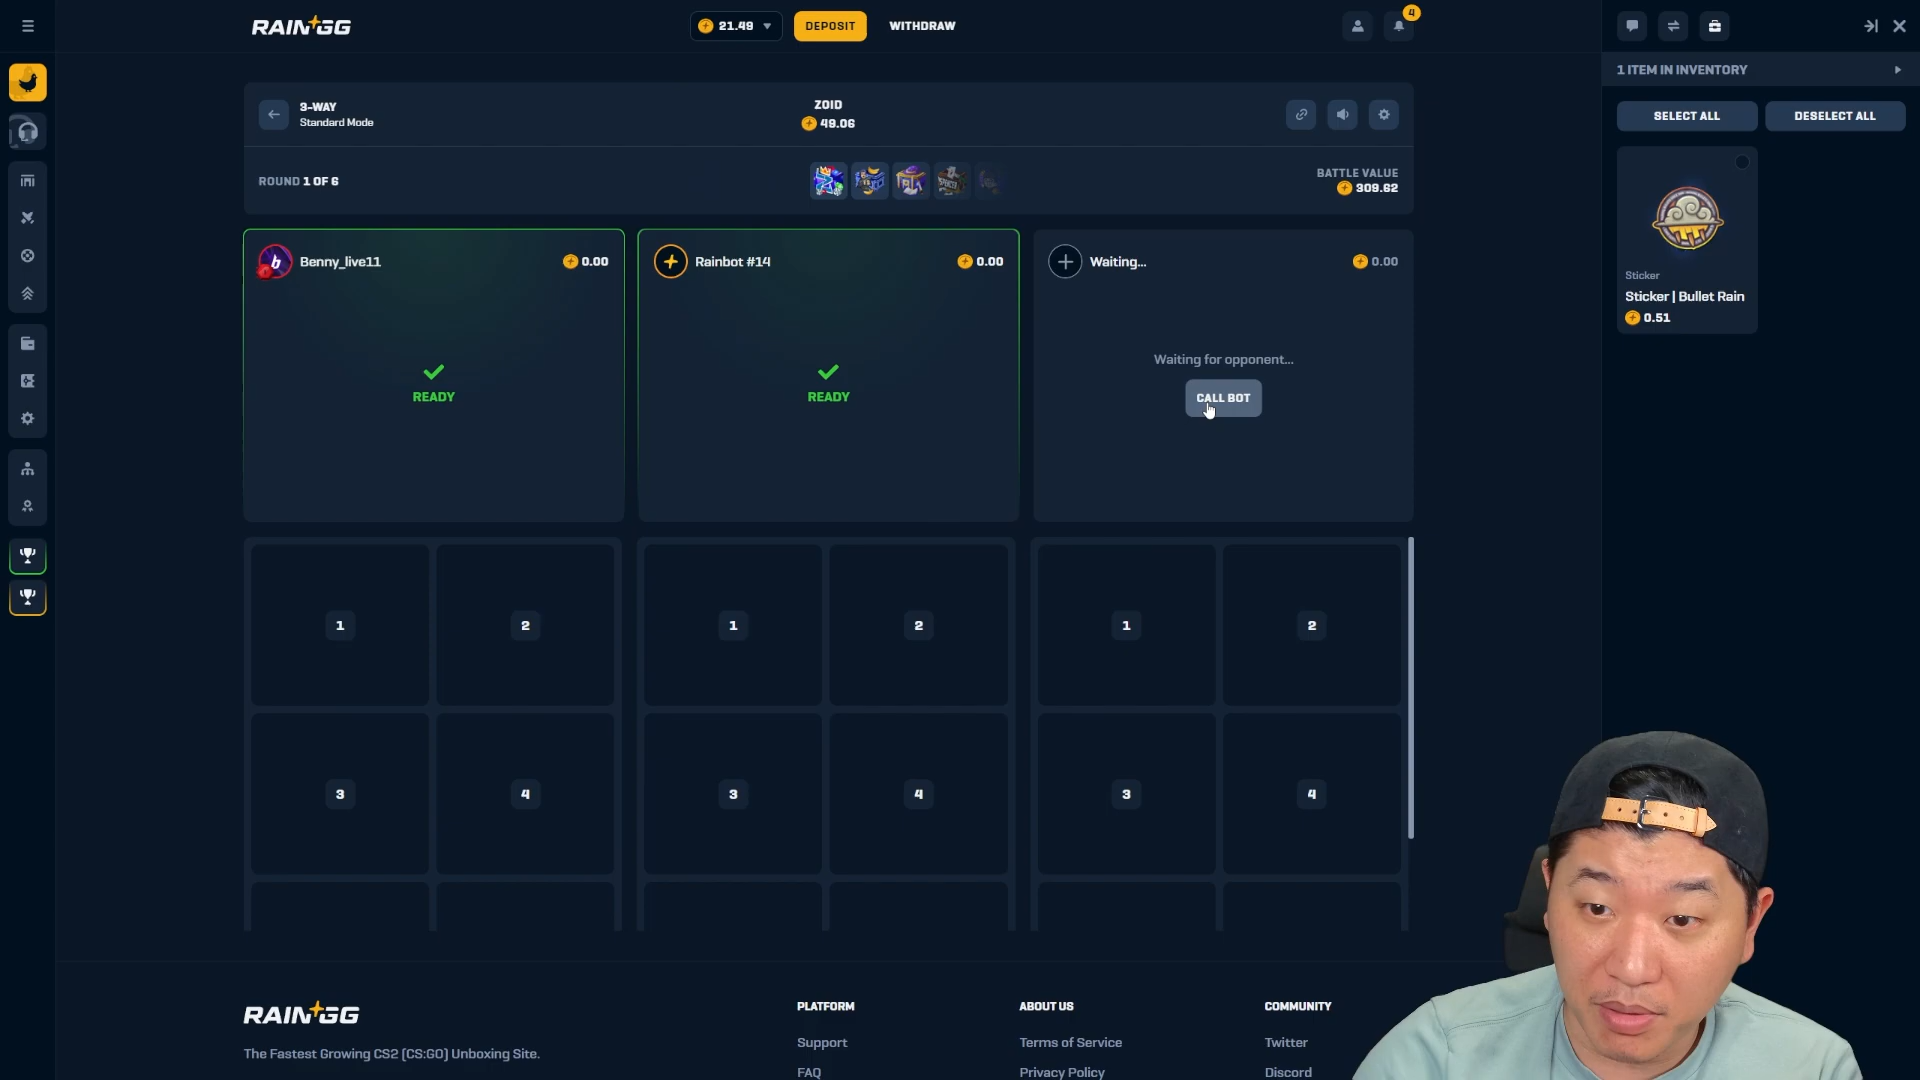 RAIN GG
21.49
DEPOSIT
WITHDRAW
4
1 ITEM IN INVENTORY
SELECT ALL
DESELECT ALL
3-WAY
Standard Mode
ZOID
49.06
ROUND 1 OF 6
BATTLE VALUE
309.62
Benny_live11
0.00
Rainbot #14
0.00
Waiting...
0.00
READY
READY
Waiting for opponent...
CALL BOT
Sticker
Sticker | Bullet Rain
0.51
1
2
1
2
1
2
3
4
3
4
3
4
RAIN GG
The Fastest Growing CS2 (CS:GO) Unboxing Site.
PLATFORM
Support
FAQ
ABOUT US
Terms of Service
Privacy Policy
COMMUNITY
Twitter
Discord